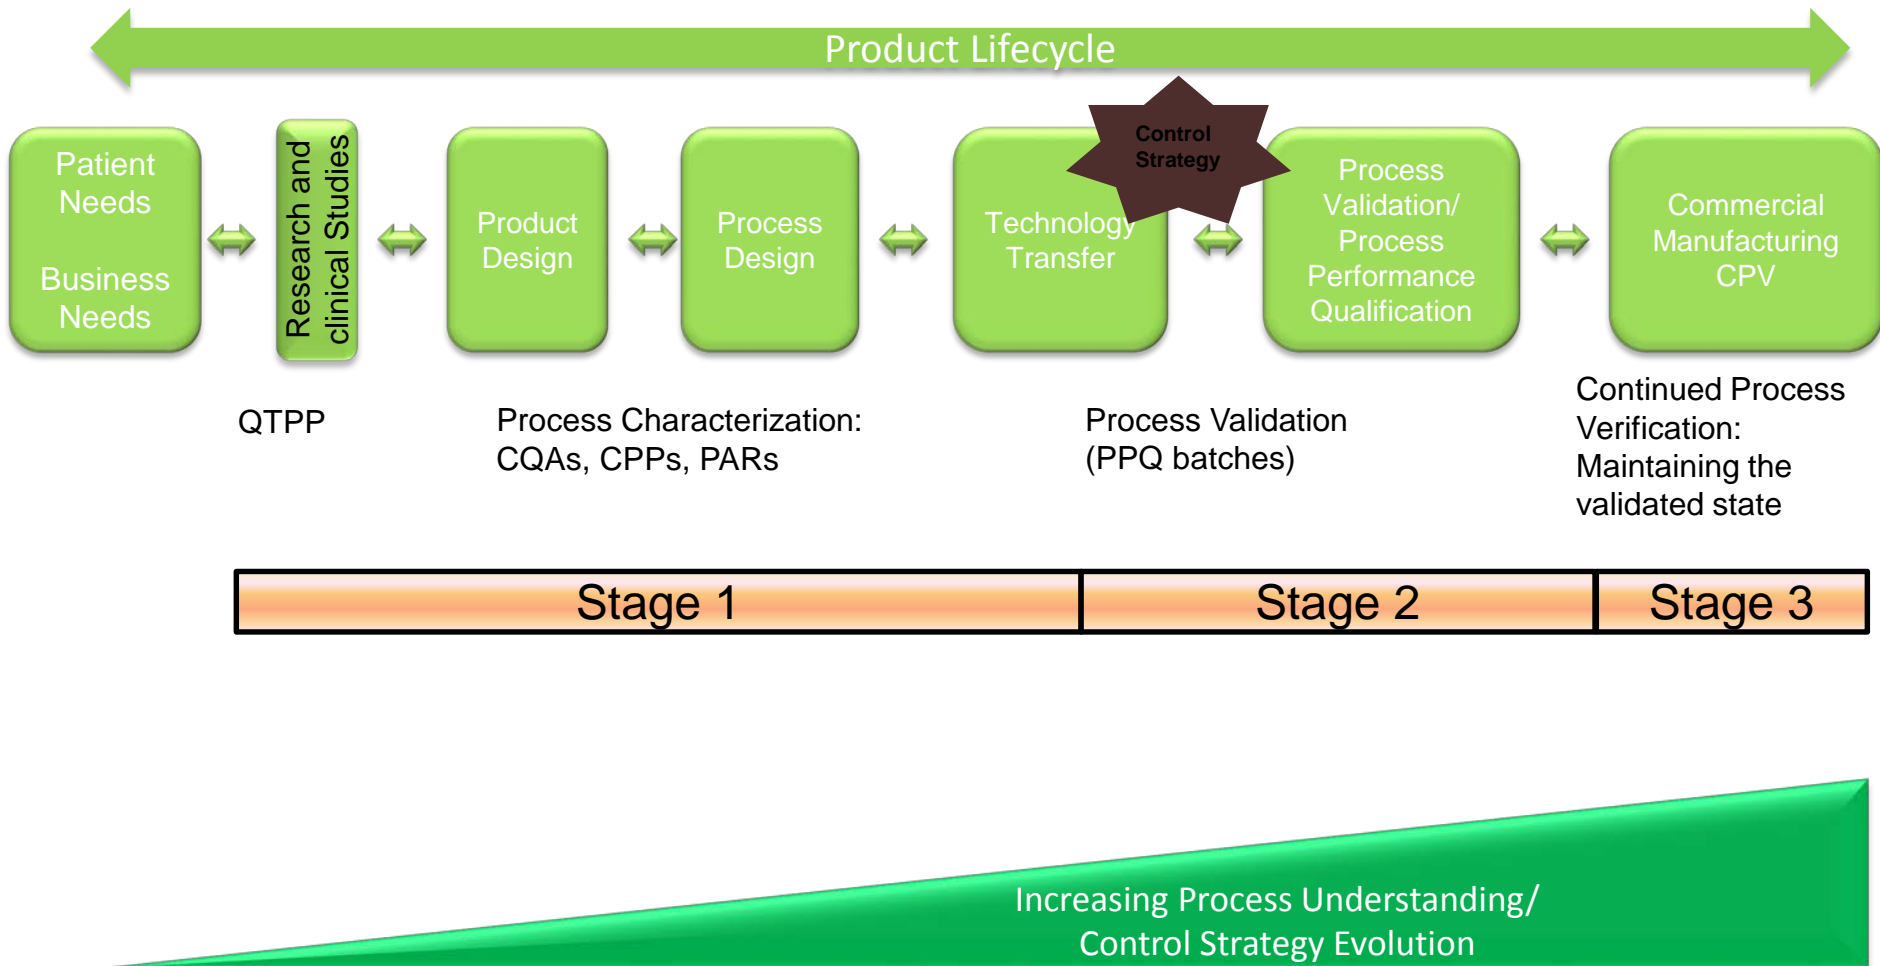 Product Lifecycle
Patient
Needs
Business
Needs
Research and
clinical Studies
Product
Design
Process
Design
Technology
Transfer
Control
Strategy
Process
Validation/
Process
Performance
Qualification
Commercial
Manufacturing
CPV
QTPP
Process Characterization:
CQAs, CPPs, PARs
Process Validation
(PPQ batches)
Continued Process
Verification:
Maintaining the
validated state
Stage 1
Stage 2
Stage 3
Increasing Process Understanding/
Control Strategy Evolution